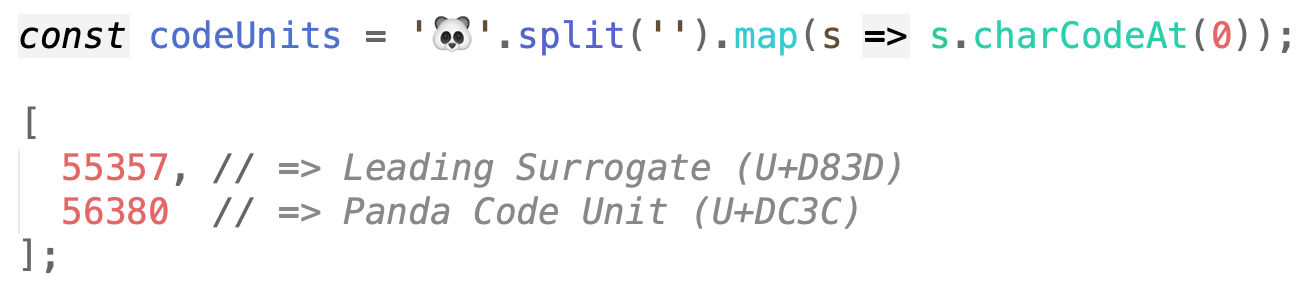 const codeUnits = '🐼'.split('').map(s => s.charCodeAt(0));
[
55357, // => Leading Surrogate (U+D83D)
56380 // => Panda Code Unit (U+DC3C)
];